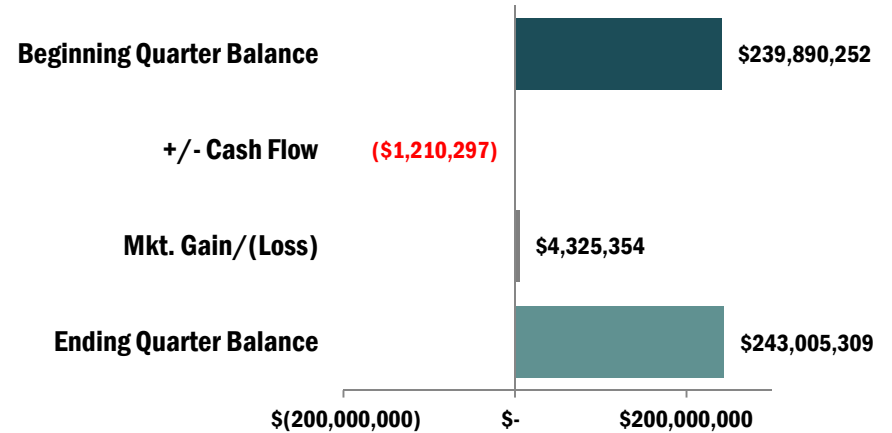 Beginning Quarter Balance $239,890,252
+/- Cash Flow ($1,210,297)
Mkt. Gain/(Loss) $4,325,354
Ending Quarter Balance $243,005,309
$(200,000,000) $- $200,000,000